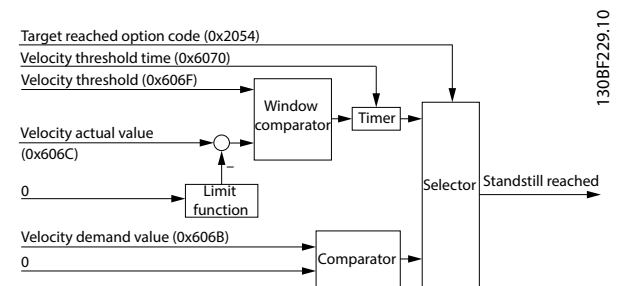 Target reached option code (0x2054)
Velocity threshold time (0x6070)
Velocity threshold (0x606F)
Window
comparator
Timer
Velocity actual value
(0x606C)
0
Limit
function
–
Selector
Standstill reached
Velocity demand value (0x606B)
0
Comparator
130BF229.10